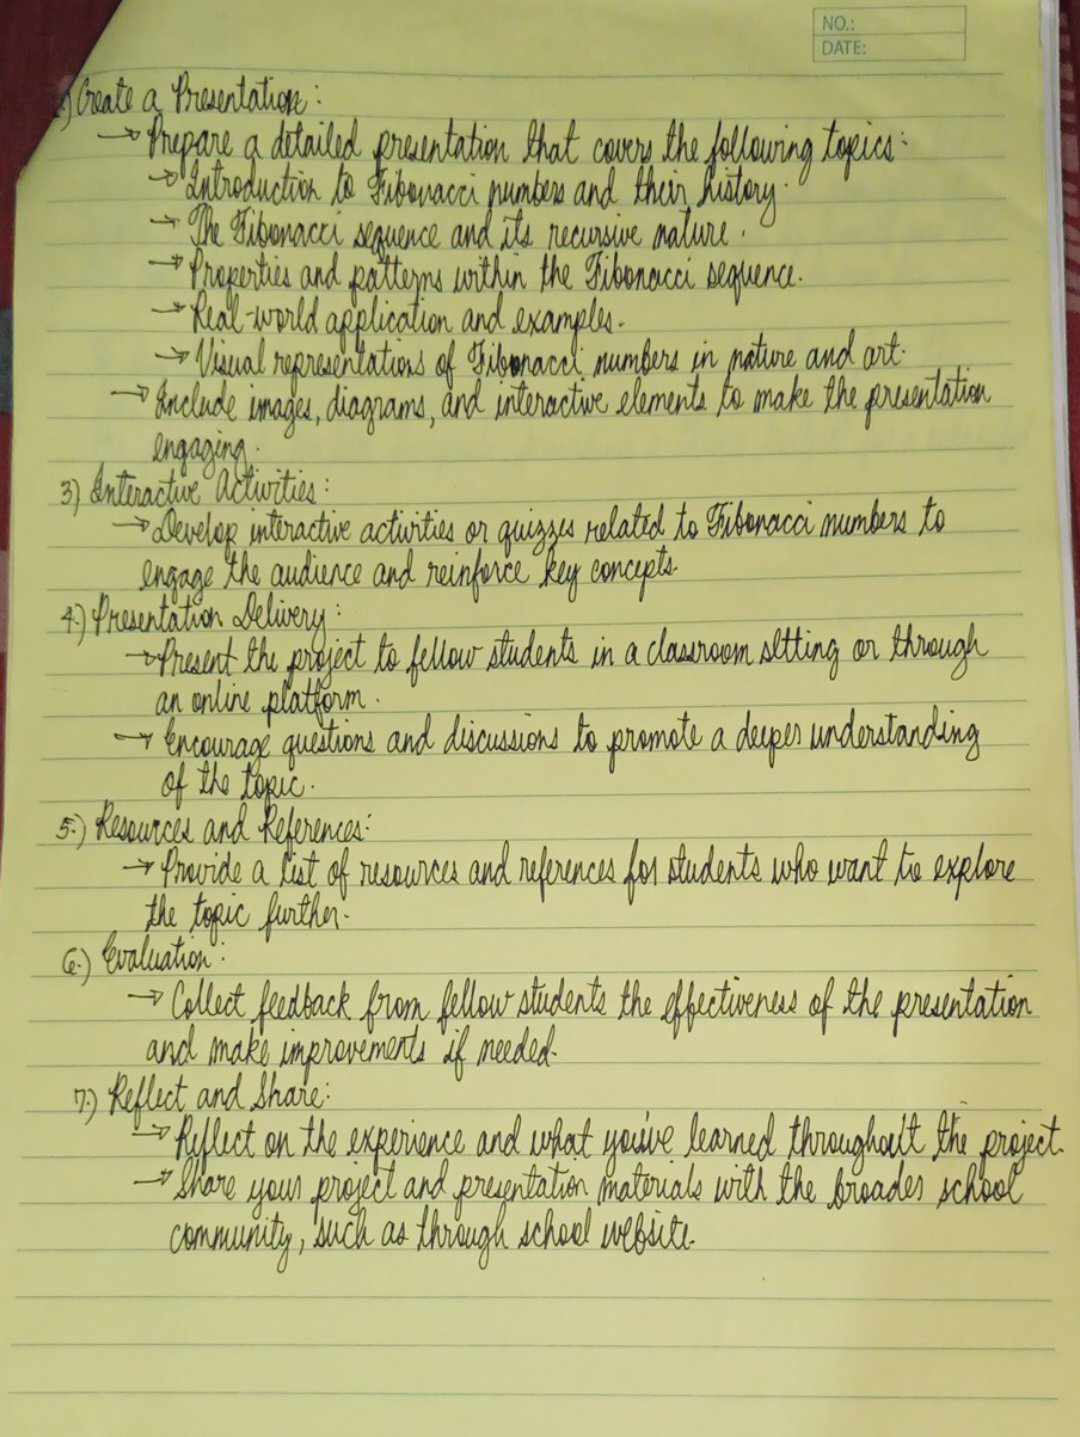 NO.:
DATE:
) Create a Presentation:
→ Prepare a detailed presentation that covers the following topics:
→ Introduction to Fibonacci numbers and their history.
→ The Fibonacci sequence and its recursive nature.
→ Properties and patterns within the Fibonacci sequence.
→ Real-world application and examples.
→ Visual representations of Fibonacci numbers in nature and art.
→ Include images, diagrams, and interactive elements to make the presentation
engaging.
3) Interactive Activities:
→ Develop interactive activities or quizzes related to Fibonacci numbers to
engage the audience and reinforce key concepts.
4.) Presentation Delivery:
→ Present the project to fellow students in a classroom setting or through
an online platform.
→ Encourage questions and discussions to promote a deeper understanding
of the topic.
5.) Resources and References:
→ Provide a list of resources and references for students who want to explore
the topic further.
6.) Evaluation:
→ Collect feedback from fellow students the effectiveness of the presentation
and make improvements if needed.
7.) Reflect and Share:
→ Reflect on the experience and what you've learned throughout the project.
→ Share your project and presentation materials with the broader school
community, such as through school website.